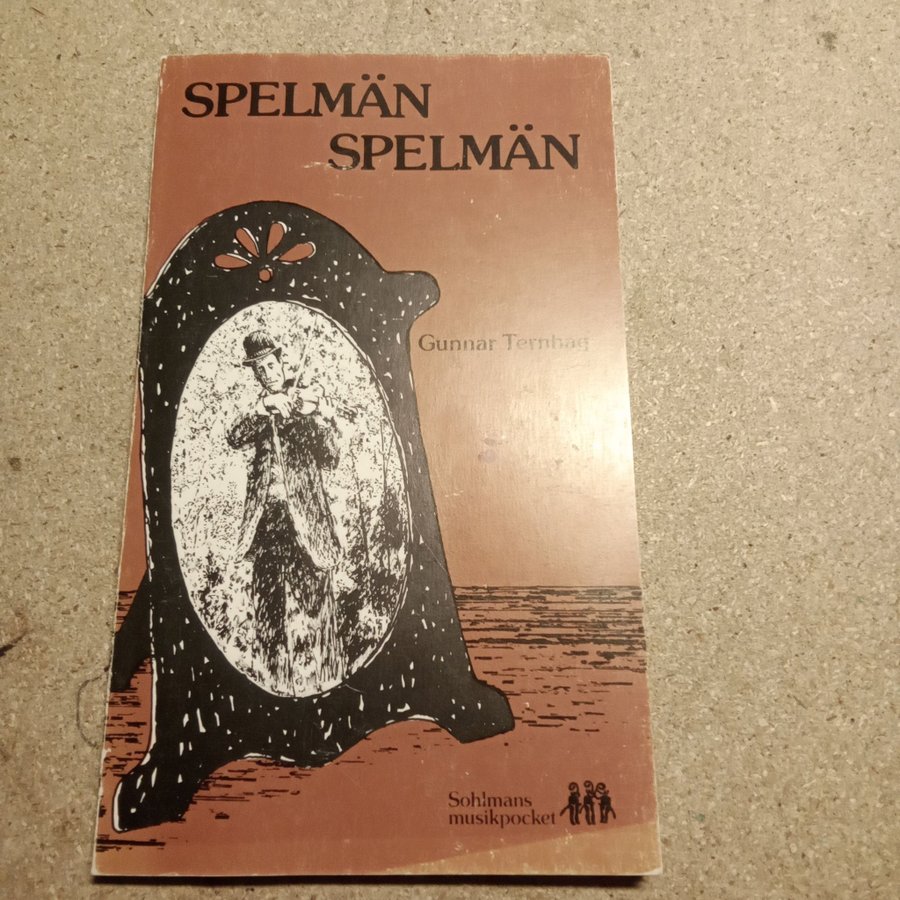 SPELMÄN
SPELMÄN
Gunnar Ternhag
Sohlmans
musikpocket